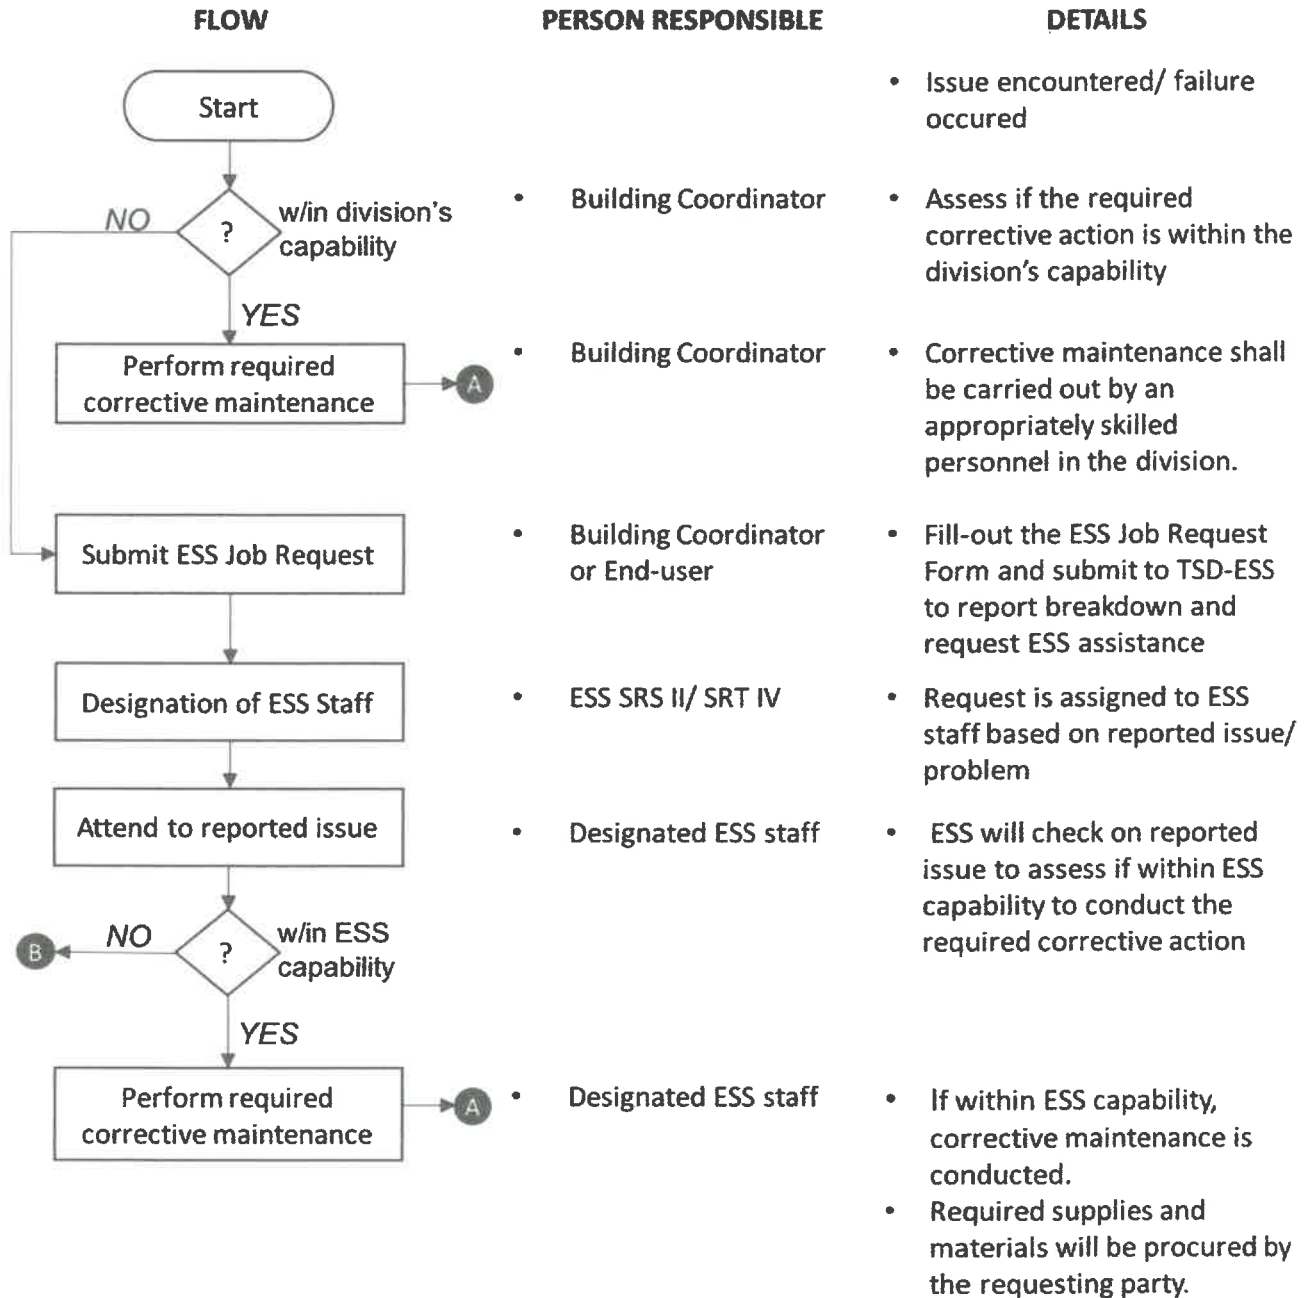 FLOW
PERSON RESPONSIBLE
DETAILS
Start
• Issue encountered/ failure
occured
NO
?
w/in division's
capability
• Building Coordinator
• Assess if the required
corrective action is within the
division's capability
YES
Perform required
corrective maintenance
A
• Building Coordinator
• Corrective maintenance shall
be carried out by an
appropriately skilled
personnel in the division.
Submit ESS Job Request
• Building Coordinator
or End-user
• Fill-out the ESS Job Request
Form and submit to TSD-ESS
to report breakdown and
request ESS assistance
Designation of ESS Staff
• ESS SRS II/ SRT IV
• Request is assigned to ESS
staff based on reported issue/
problem
Attend to reported issue
• Designated ESS staff
• ESS will check on reported
issue to assess if within ESS
capability to conduct the
required corrective action
B
NO
?
w/in ESS
capability
YES
Perform required
corrective maintenance
A
• Designated ESS staff
• If within ESS capability,
corrective maintenance is
conducted.
• Required supplies and
materials will be procured by
the requesting party.